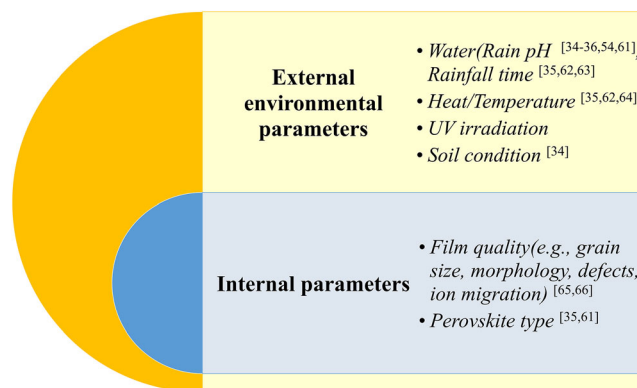 External
environmental
parameters
• Water(Rain pH [34-36,54,61],
Rainfall time [35,62,63]
• Heat/Temperature [35,62,64]
• UV irradiation
• Soil condition [34]
Internal parameters
• Film quality(e.g., grain
size, morphology, defects,
ion migration) [65,66]
• Perovskite type [35,61]